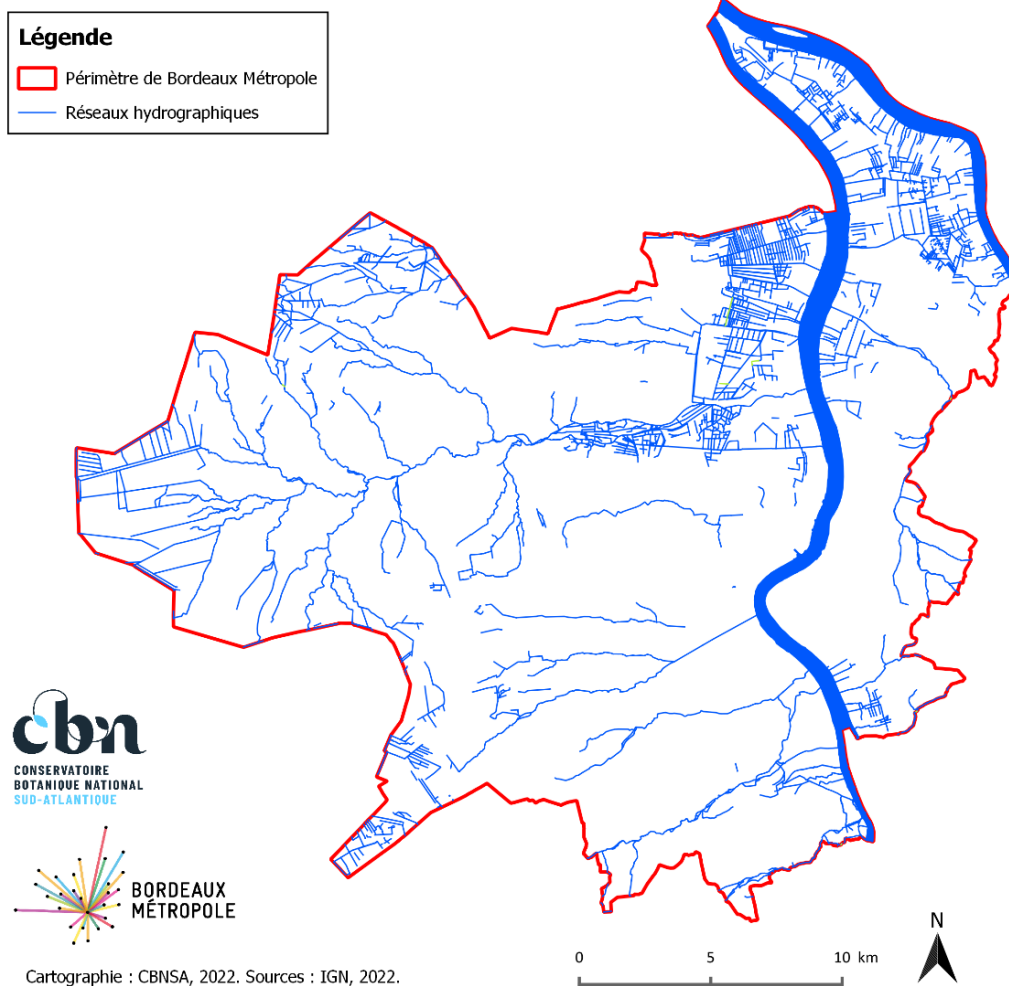 Légende
Périmètre de Bordeaux Métropole
Réseaux hydrographiques
cbn
CONSERVATOIRE
BOTANIQUE NATIONAL
SUD-ATLANTIQUE
BORDEAUX
MÉTROPOLE
Cartographie : CBNSA, 2022. Sources : IGN, 2022.
0 5 10 km
N